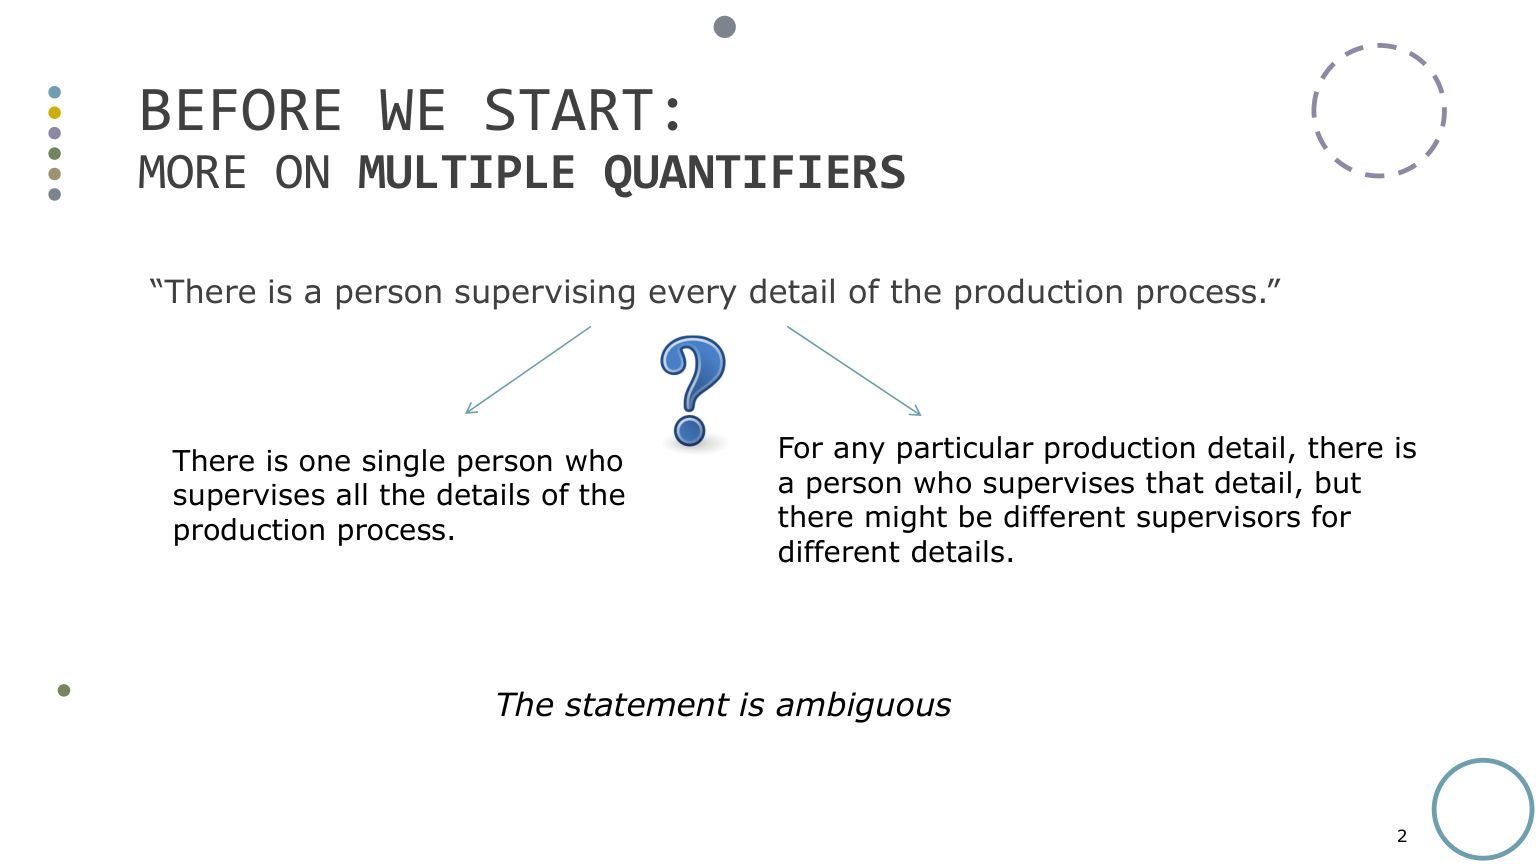 BEFORE WE START:
MORE ON MULTIPLE QUANTIFIERS
“There is a person supervising every detail of the production process.”
There is one single person who
supervises all the details of the
production process.
For any particular production detail, there is
a person who supervises that detail, but
there might be different supervisors for
different details.
The statement is ambiguous
2